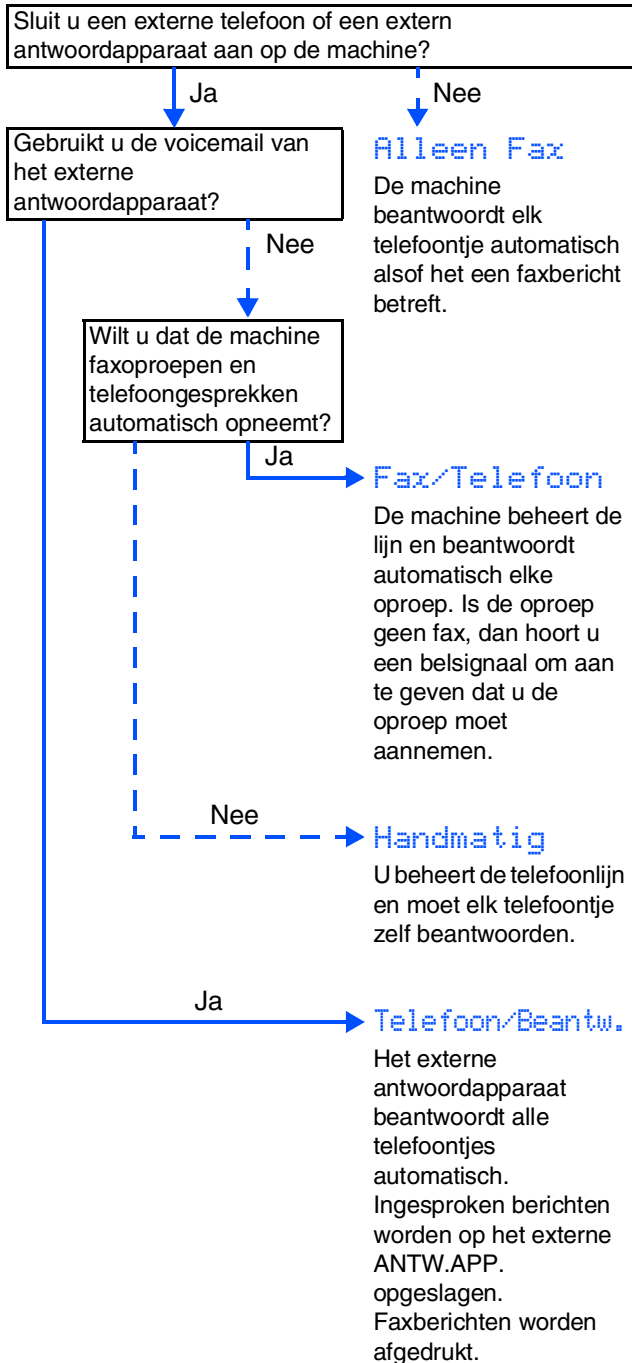 Sluit u een externe telefoon of een extern
antwoordapparaat aan op de machine?
Ja
Nee
Gebruikt u de voicemail van
het externe
antwoordapparaat?
Alleen Fax
De machine
beantwoordt elk
telefoontje automatisch
alsof het een faxbericht
betreft.
Nee
Wilt u dat de machine
faxoproepen en
telefoongesprekken
automatisch opneemt?
Ja
Fax/Telefoon
De machine beheert de
lijn en beantwoordt
automatisch elke
oproep. Is de oproep
geen fax, dan hoort u
een belsignaal om aan
te geven dat u de
oproep moet
aannemen.
Nee
Handmatig
U beheert de telefoonlijn
en moet elk telefoontje
zelf beantwoorden.
Ja
Telefoon/Beantw.
Het externe
antwoordapparaat
beantwoordt alle
telefoontjes
automatisch.
Ingesproken berichten
worden op het externe
ANTW.APP.
opgeslagen.
Faxberichten worden
afgedrukt.